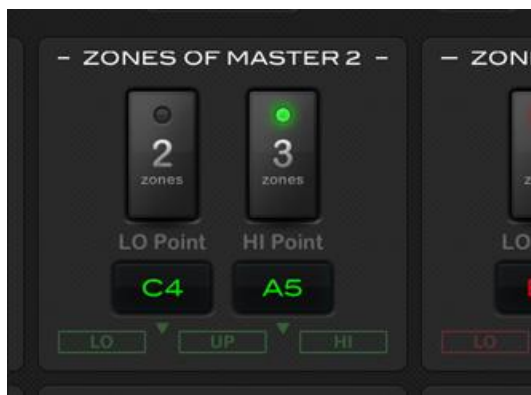 - ZONES OF MASTER 2 -
2
zones
3
zones
LO Point
HI Point
C4
A5
LO
UP
HI
- ZON
LO
LO